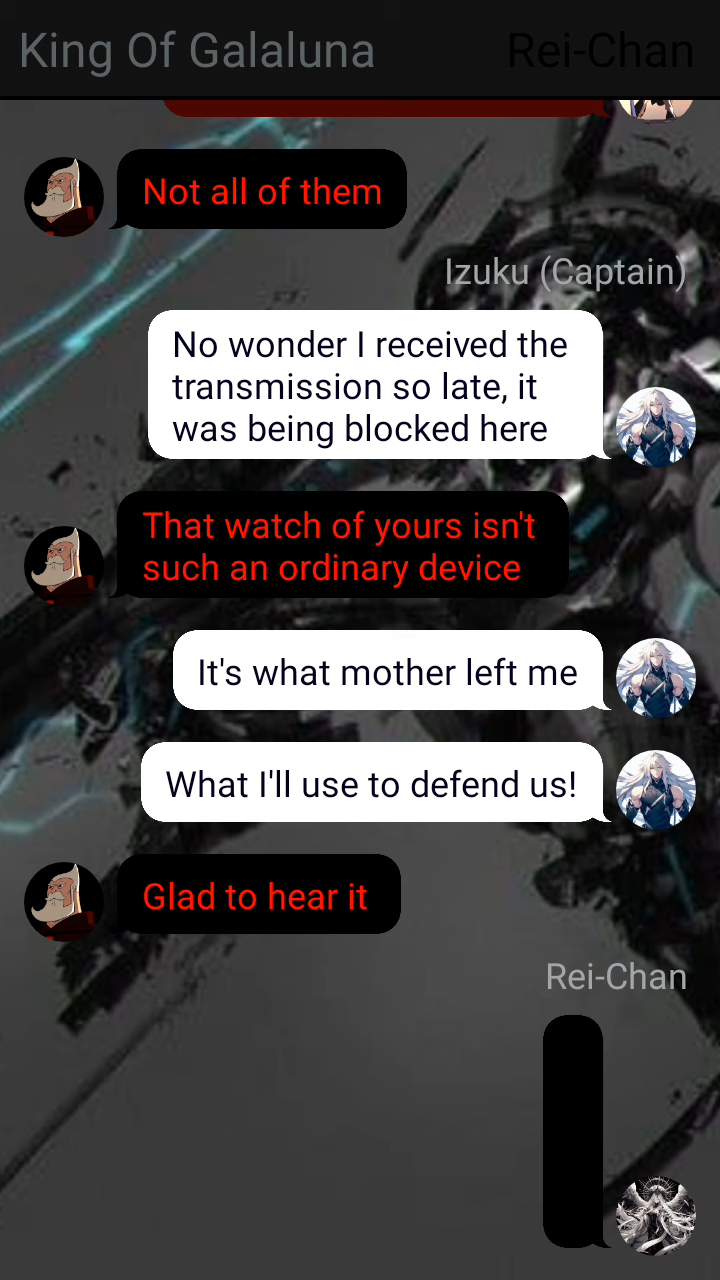 King Of Galaluna
Rei-Chan
Not all of them
Izuku (Captain)
No wonder I received the
transmission so late, it
was being blocked here
That watch of yours isn't
such an ordinary device
It's what mother left me
What I'll use to defend us!
Glad to hear it
Rei-Chan